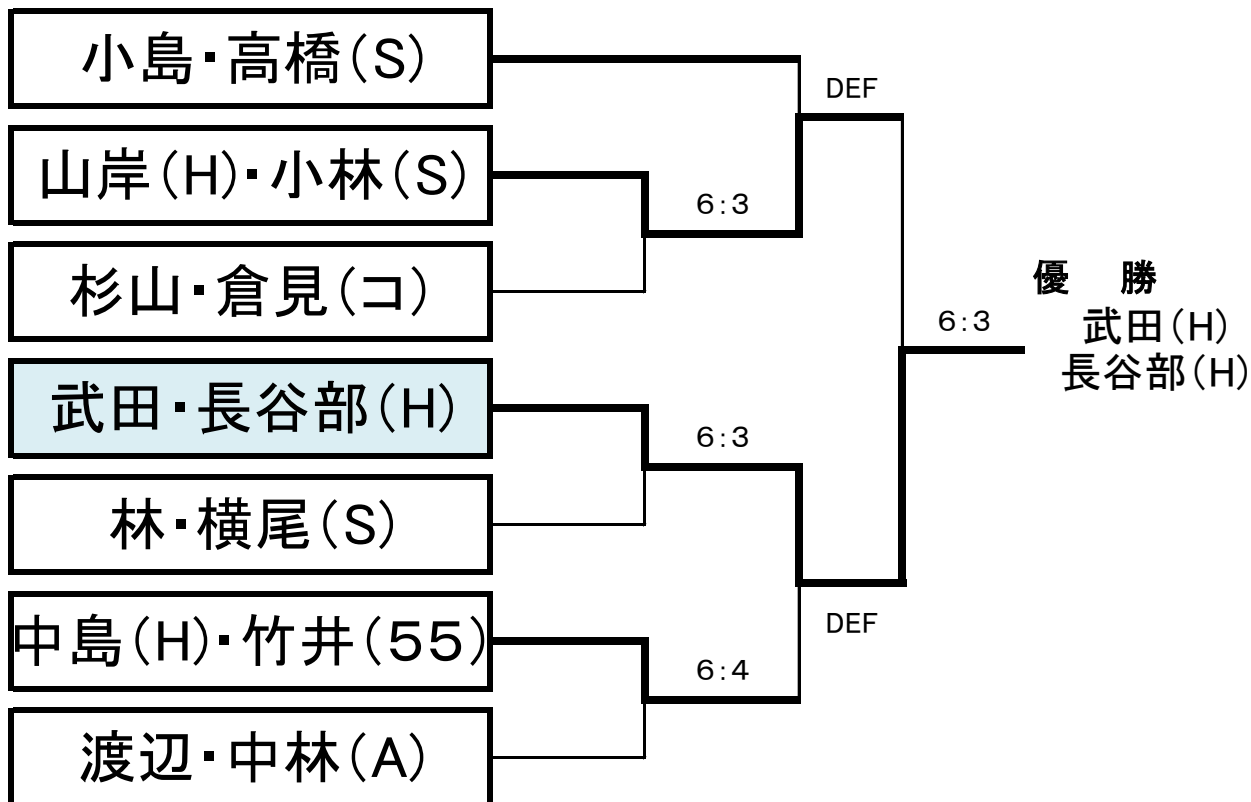 小島・高橋(S)
DEF
山岸(H)・小林(S)
6:3
杉山・倉見(コ)
優　勝
6:3
武田(H)
長谷部(H)
武田・長谷部(H)
6:3
林・横尾(S)
中島(H)・竹井(55)
DEF
6:4
渡辺・中林(A)